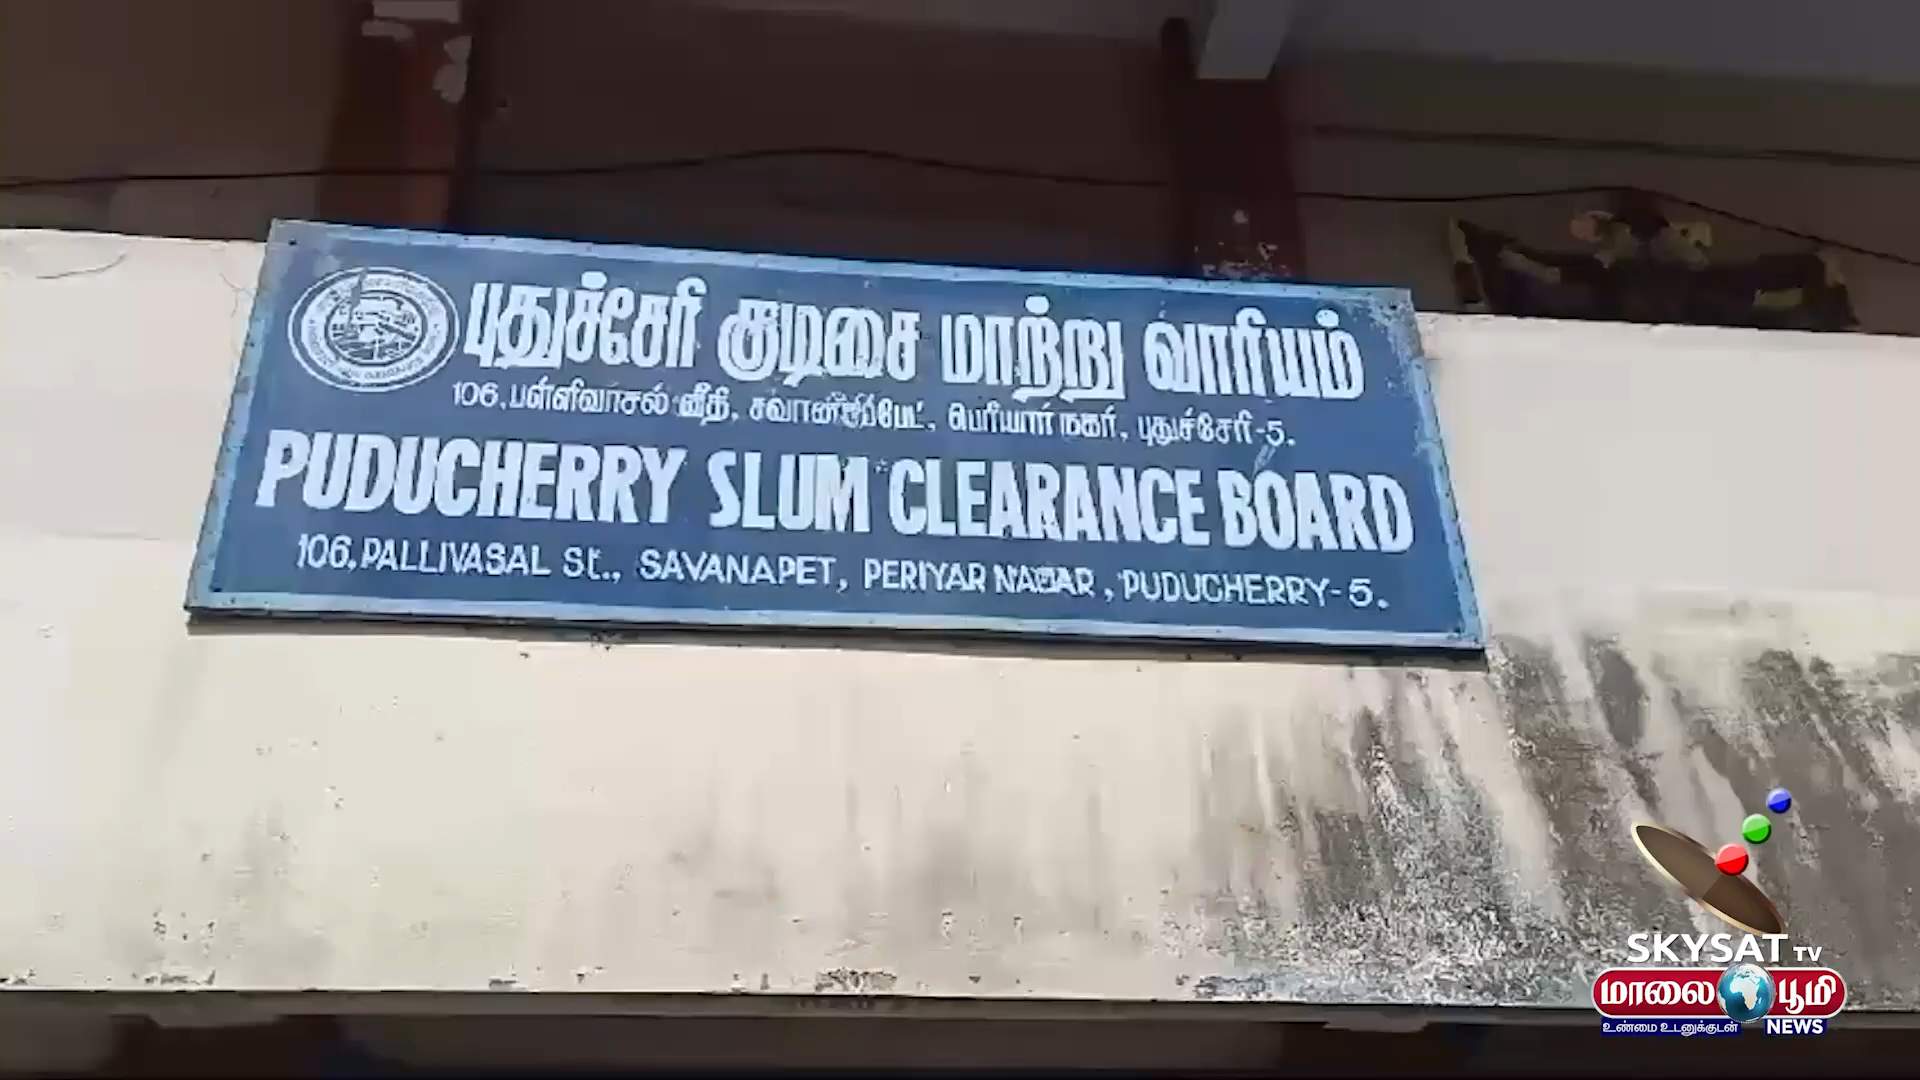 புதுச்சேரி குடிசை மாற்று வாரியம்
106, பள்ளிவாசல் வீதி, சவானாபேட், பெரியார் நகர், புதுச்சேரி-5.
PUDUCHERRY SLUM CLEARANCE BOARD
106, PALLIVASAL St., SAVANAPET, PERIYAR NAGAR, PUDUCHERRY-5.
SKYSAT TV
மாலை பூமி
உண்மை உடனுக்குடன் NEWS